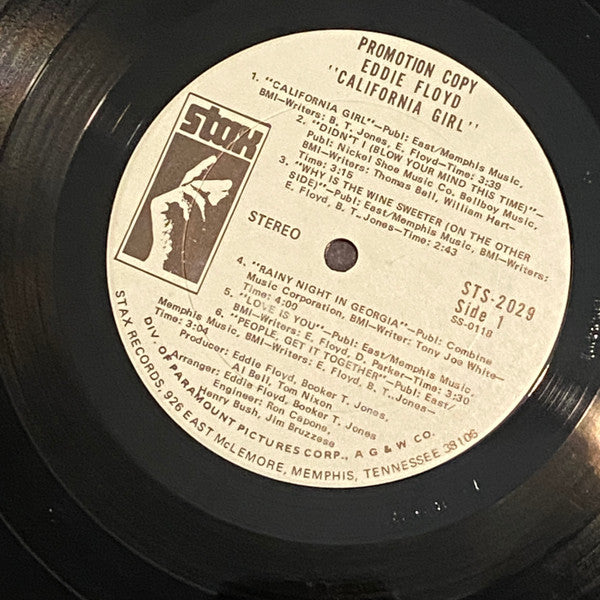 PROMOTION COPY
EDDIE FLOYD
"CALIFORNIA GIRL"
1. "CALIFORNIA GIRL"—Publ: East/Memphis Music,
BMI—Writers: B. T. Jones, E. Floyd—Time: 3:39
2. "DIDN'T I (BLOW YOUR MIND THIS TIME)"—
Publ: Nickel Shoe Music Co. Bellboy Music,
BMI—Writers: Thomas Bell, William Hart—
Time: 3:15
3. "WHY IS THE WINE SWEETER (ON THE OTHER
SIDE)"—Publ: East/Memphis Music, BMI—Writers:
E. Floyd, B. T. Jones—Time: 2:43
stax
STEREO
STS-2029
Side 1
SS-0118
4. "RAINY NIGHT IN GEORGIA"—Publ: Combine
Music Corporation, BMI-Writer: Tony Joe White—
Time: 4:00
5. "LOVE IS YOU"—Publ: East/Memphis Music,
BMI—Writers: E. Floyd, D. Parker—Time: 3:30
6. "PEOPLE, GET IT TOGETHER"—Publ: East/
Memphis Music, BMI—Writers: E. Floyd, B. T. Jones—
Time: 3:04
Producer: Eddie Floyd, Booker T. Jones,
Al Bell, Tom Nixon
Arranger: Eddie Floyd, Booker T. Jones
Engineer: Ron Capone,
Henry Bush, Jim Bruzzese
DIV. OF PARAMOUNT PICTURES CORP., A G & W CO.
STAX RECORDS, 926 EAST McLEMORE, MEMPHIS, TENNESSEE 38106